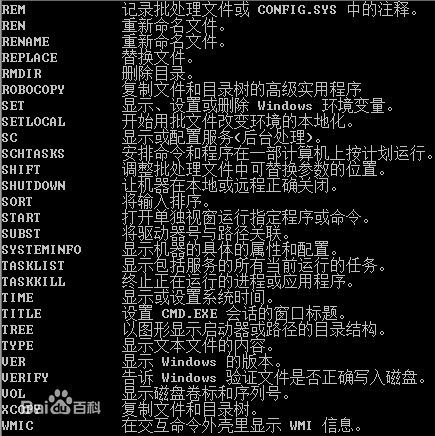 REM 记录批处理文件或 CONFIG.SYS 中的注释。
REN 重新命名文件。
RENAME 重新命名文件。
REPLACE 替换文件。
RMDIR 删除目录。
ROBOCOPY 复制文件和目录树的高级实用程序
SET 显示、设置或删除 Windows 环境变量。
SETLOCAL 开始用批文件改变环境的本地化。
SC 显示或配置服务<后台处理>。
SCHTASKS 安排命令和程序在一部计算机上按计划运行。
SHIFT 调整批处理文件中可替换参数的位置。
SHUTDOWN 让机器在本地或远程正确关闭。
SORT 将输入排序。
START 打开单独视窗运行指定程序或命令。
SUBST 将驱动器号与路径关联。
SYSTEMINFO 显示机器的具体的属性和配置。
TASKLIST 显示包括服务的所有当前运行的任务。
TASKKILL 终止正在运行的进程或应用程序。
TIME 显示或设置系统时间。
TITLE 设置 CMD.EXE 会话的窗口标题。
TREE 以图形显示启动器或路径的目录结构。
TYPE 显示文本文件的内容。
VER 显示 Windows 的版本。
VERIFY 告诉 Windows 验证文件是否正确写入磁盘。
VOL 显示磁盘卷标和序列号。
XCOPY 复制文件和目录树。
WMIC 在交互命令外壳里显示 WMI 信息。
Bai百科